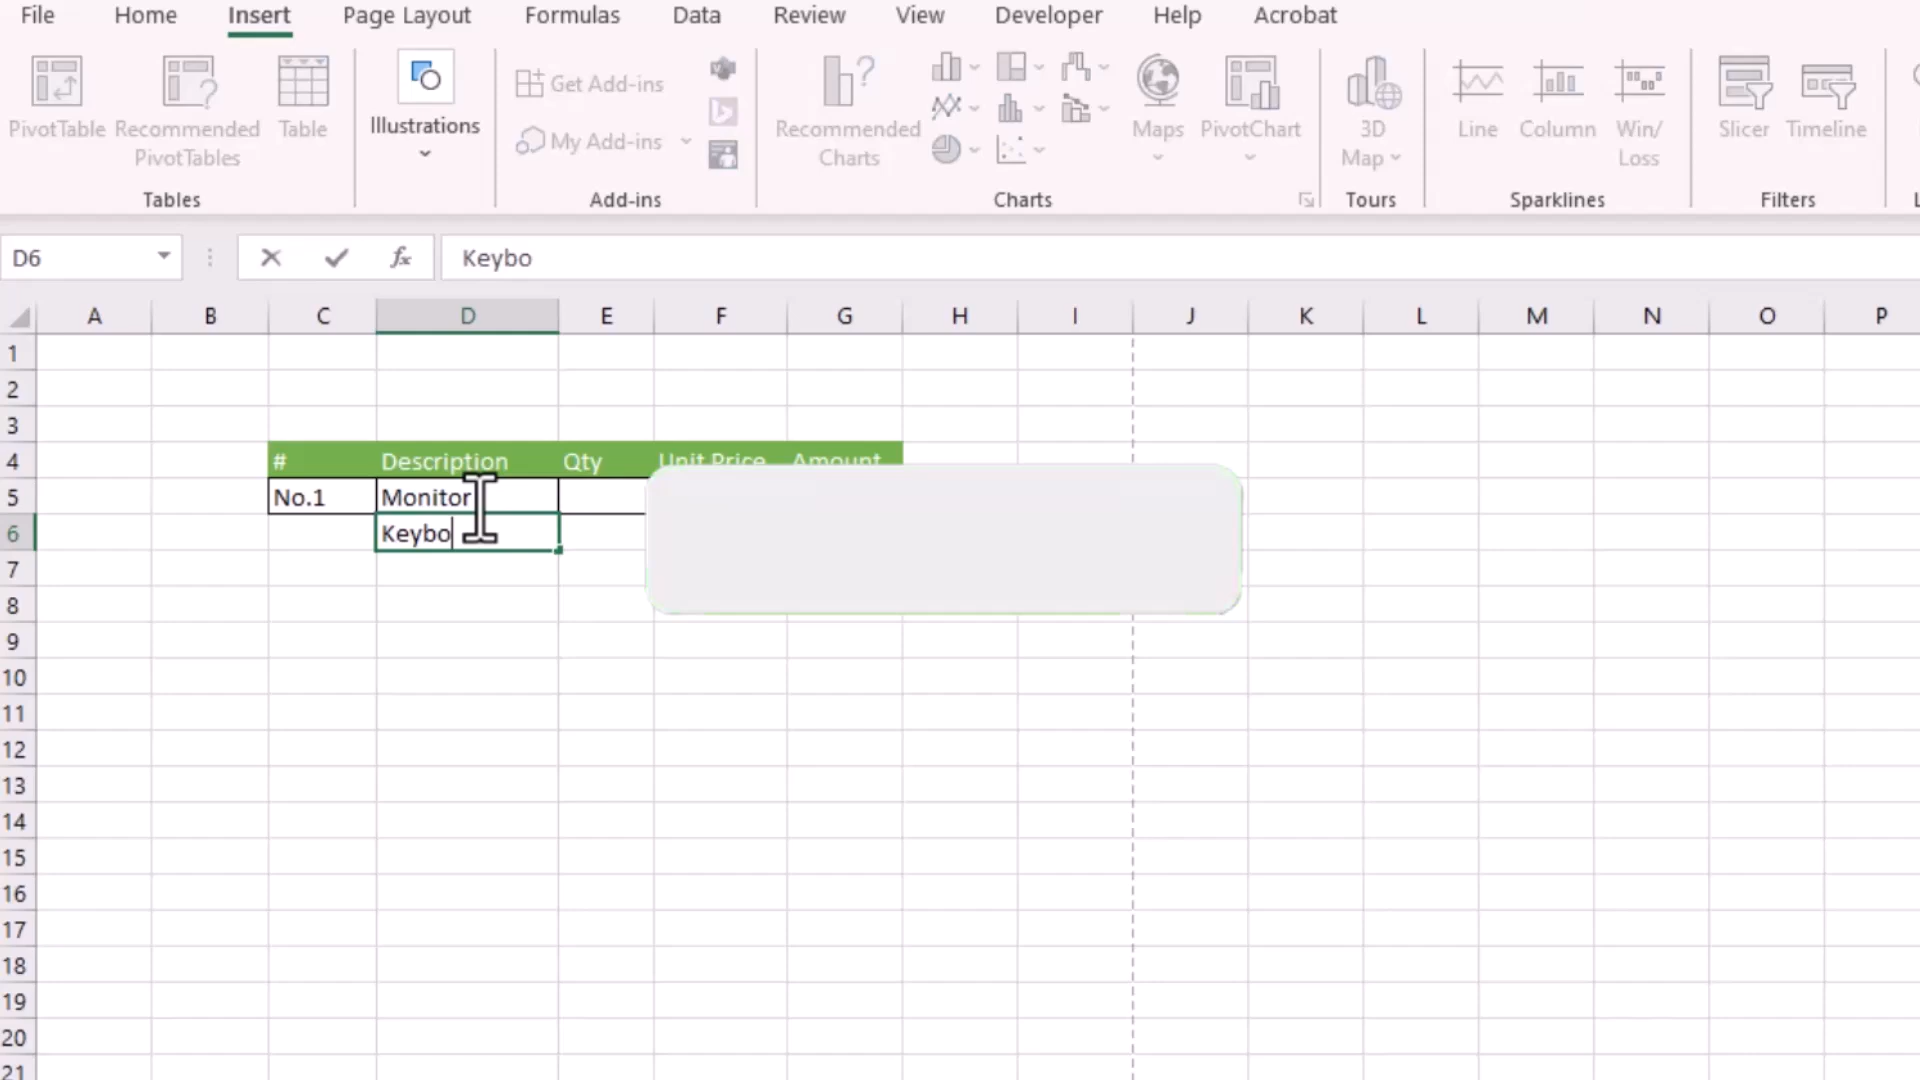 File Home Insert Page Layout Formulas Data Review View Developer Help Acrobat
PivotTable Recommended PivotTables Table Illustrations Get Add-ins My Add-ins Recommended Charts Maps PivotChart 3D Map Line Column Win/Loss Slicer Timeline
Tables Add-ins Charts Tours Sparklines Filters
D6 fx Keybo
A B C D E F G H I J K L M N O P
1
2
3
4 # Description Qty Unit Price Amount
5 No.1 Monitor
6 Keybo
7
8
9
10
11
12
13
14
15
16
17
18
19
20
21